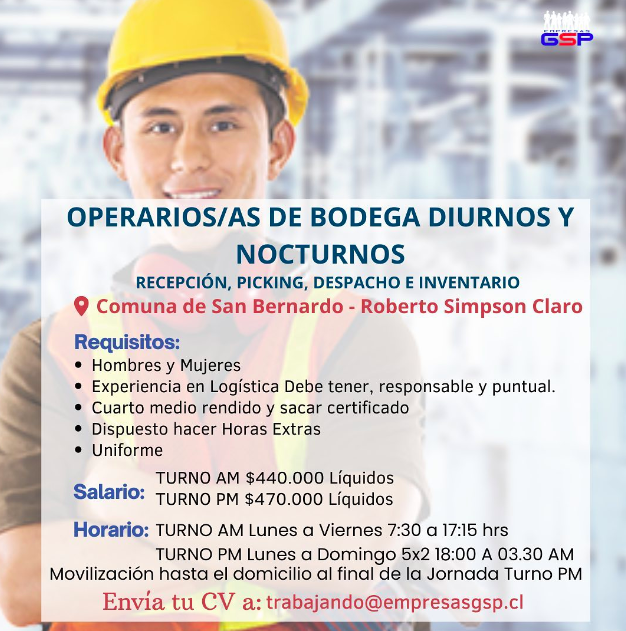 EMPRESAS
GSP
OPERARIOS/AS DE BODEGA DIURNOS Y
NOCTURNOS
RECEPCIÓN, PICKING, DESPACHO E INVENTARIO
Comuna de San Bernardo - Roberto Simpson Claro
Requisitos:
• Hombres y Mujeres
• Experiencia en Logística Debe tener, responsable y puntual.
• Cuarto medio rendido y sacar certificado
• Dispuesto hacer Horas Extras
• Uniforme
Salario: TURNO AM $440.000 Líquidos
TURNO PM $470.000 Líquidos
Horario: TURNO AM Lunes a Viernes 7:30 a 17:15 hrs
TURNO PM Lunes a Domingo 5x2 18:00 A 03.30 AM
Movilización hasta el domicilio al final de la Jornada Turno PM
Envía tu CV a: trabajando@empresasgsp.cl